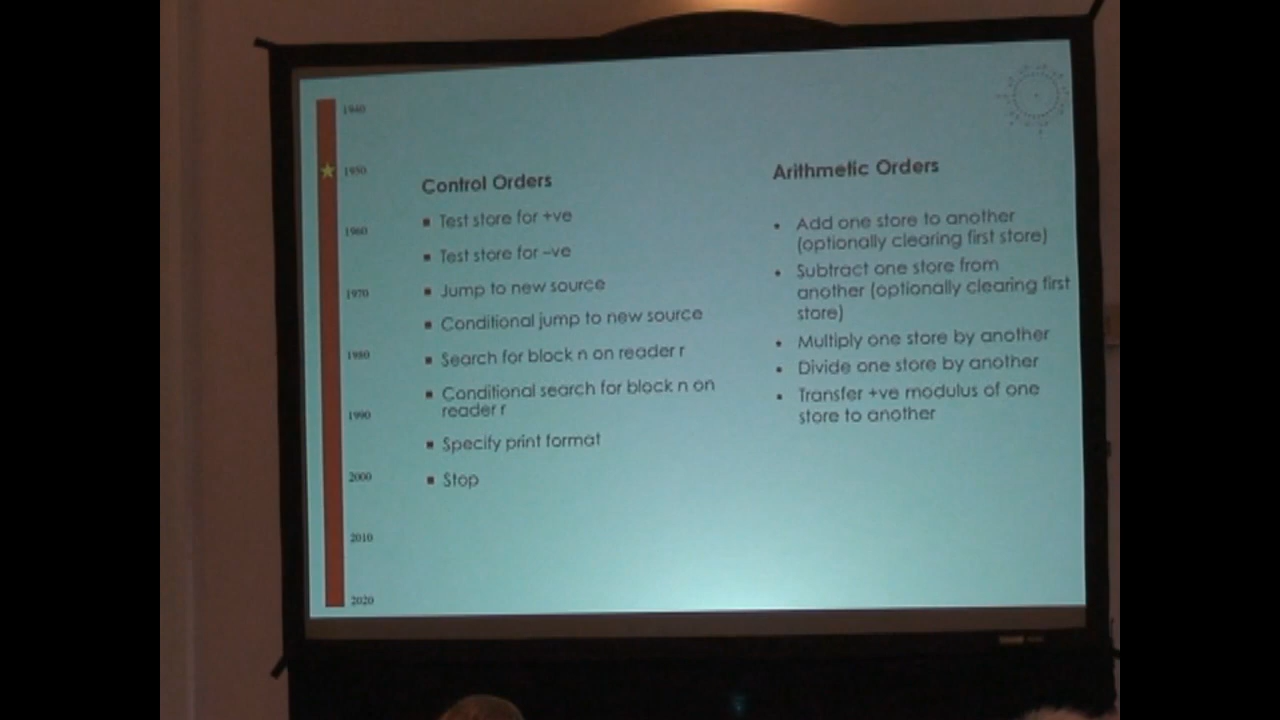 1940
1950
1960
1970
1980
1990
2000
2010
2020
Control Orders
Test store for +ve
Test store for –ve
Jump to new source
Conditional jump to new source
Search for block n on reader r
Conditional search for block n on
reader r
Specify print format
Stop
Arithmetic Orders
Add one store to another
(optionally clearing first store)
Subtract one store from
another (optionally clearing first
store)
Multiply one store by another
Divide one store by another
Transfer +ve modulus of one
store to another